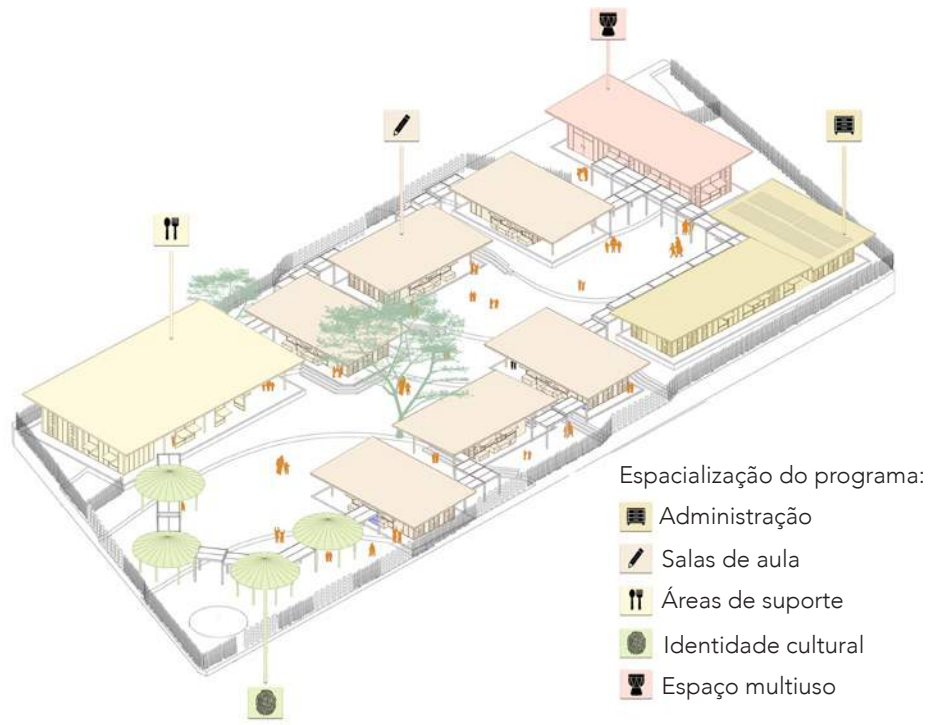 Espacialização do programa:
Administração
Salas de aula
Áreas de suporte
Identidade cultural
Espaço multiuso